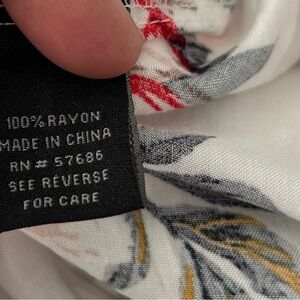 100% RAYON
MADE IN CHINA
RN # 57686
SEE REVERSE
FOR CARE